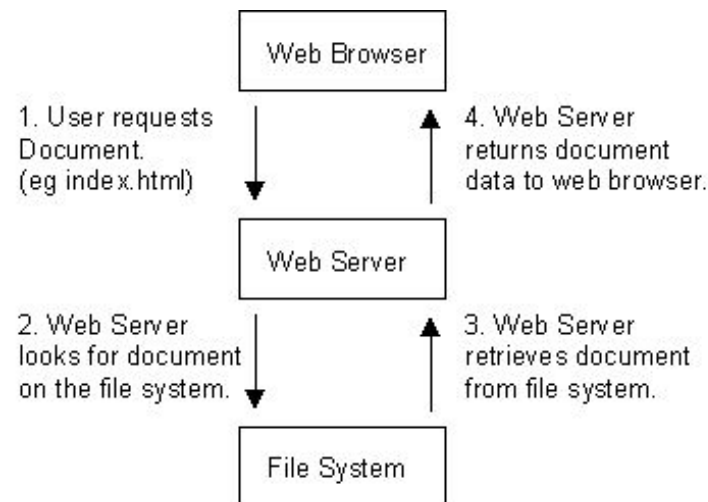 Web Browser
1. User requests
Document.
(eg index.html)
4. Web Server
returns document
data to web browser.
Web Server
2. Web Server
looks for document
on the file system.
3. Web Server
retrieves document
from file system.
File System